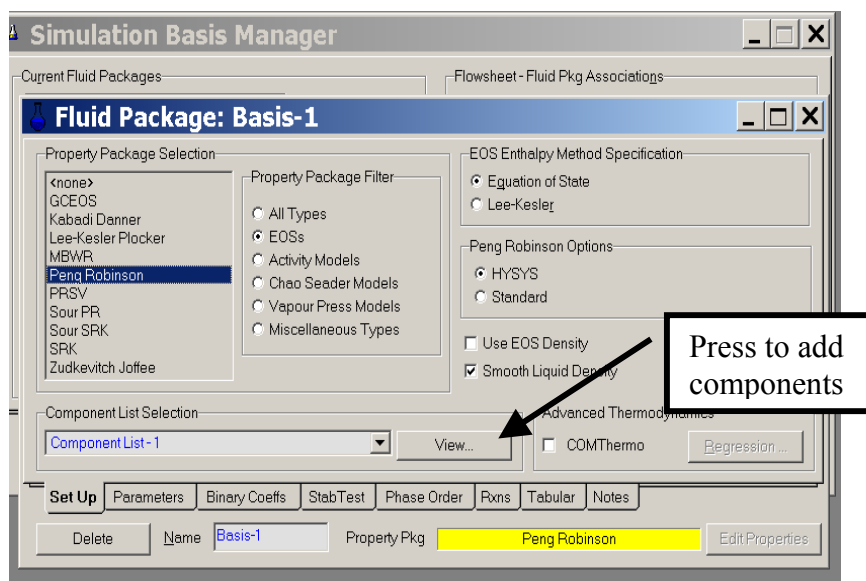 Simulation Basis Manager
Current Fluid Packages
Flowsheet - Fluid Pkg Associations
Fluid Package: Basis-1
Property Package Selection
<none>
GCEOS
Kabadi Danner
Lee-Kesler Plocker
MBWR
Peng Robinson
PRSV
Sour PR
Sour SRK
SRK
Zudkevitch Joffee
Property Package Filter
All Types
EOSs
Activity Models
Chao Seader Models
Vapour Press Models
Miscellaneous Types
EOS Enthalpy Method Specification
Equation of State
Lee-Kesler
Peng Robinson Options
HYSYS
Standard
Use EOS Density
Smooth Liquid Density
Press to add
components
Component List Selection
Component List - 1
View...
Advanced Thermodynamics
COMThermo
Regression ...
Set Up Parameters Binary Coeffs StabTest Phase Order Rxns Tabular Notes
Delete Name Basis-1 Property Pkg Peng Robinson Edit Properties